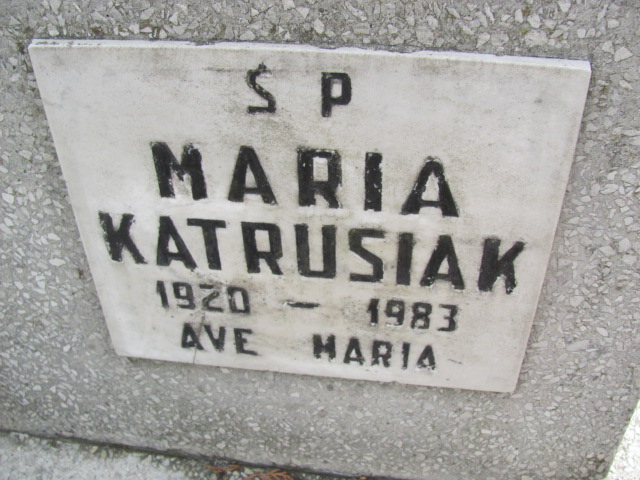 Ś P
MARIA
KATRUSIAK
1920 - 1983
AVE MARIA